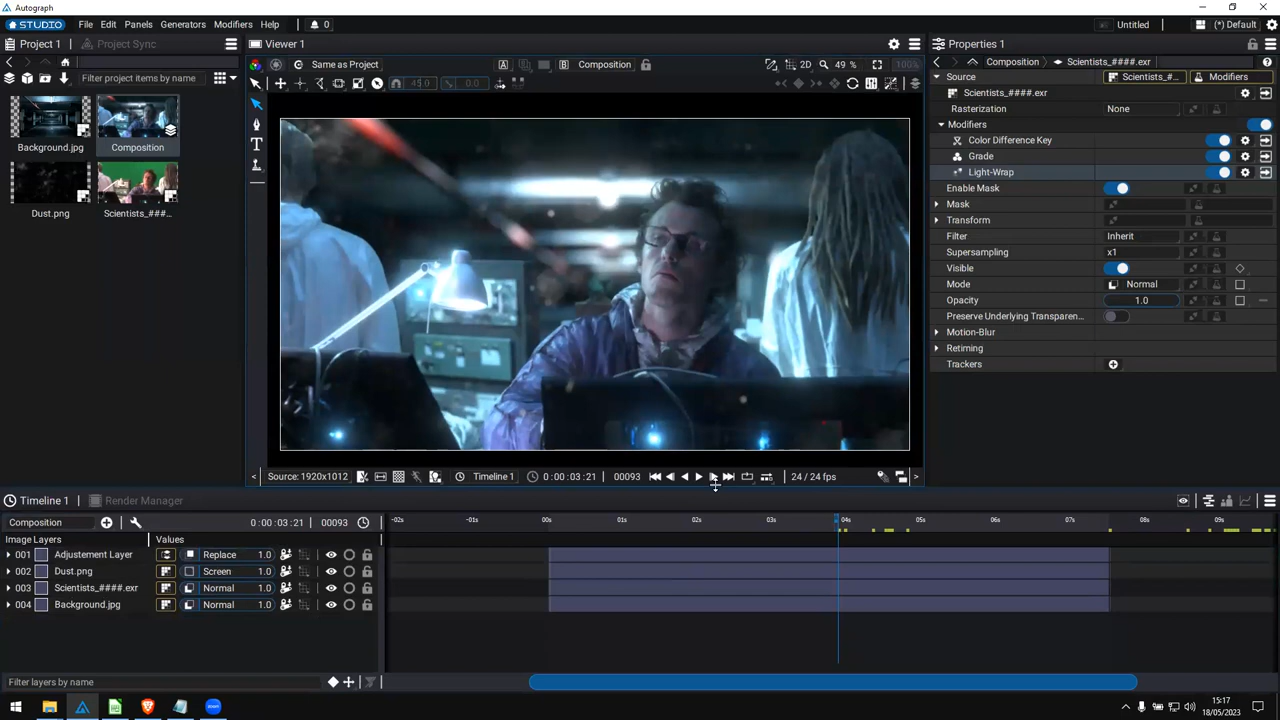 Autograph
STUDIO File Edit Panels Generators Modifiers Help 0 Untitled (*) Default
Project 1 Project Sync
Filter project items by name
Background.jpg Composition
Dust.png Scientists_###...
Viewer 1
Same as Project A B Composition 2D 49 % 100%
45.0 0.0
Source: 1920x1012 Timeline 1 0:00:03:21 00093 24 / 24 fps
Properties 1
Composition Scientists_####.exr
Source Scientists_#... Modifiers
Scientists_####.exr
Rasterization None
Modifiers
Color Difference Key
Grade
Light-Wrap
Enable Mask
Mask
Transform
Filter Inherit
Supersampling x1
Visible
Mode Normal
Opacity 1.0
Preserve Underlying Transparen...
Motion-Blur
Retiming
Trackers
Timeline 1 Render Manager
Composition 0:00:03:21 00093
-02s -1s 00s 01s 02s 03s 04s 05s 06s 07s 08s 09s
Image Layers Values
001 Adjustement Layer Replace 1.0
002 Dust.png Screen 1.0
003 Scientists_####.exr Normal 1.0
004 Background.jpg Normal 1.0
Filter layers by name
zoom
15:17
18/05/2023